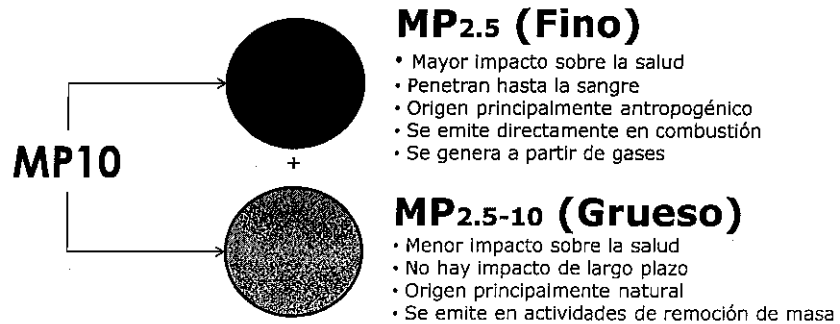 MP2.5 (Fino)
• Mayor impacto sobre la salud
• Penetran hasta la sangre
• Origen principalmente antropogénico
• Se emite directamente en combustión
• Se genera a partir de gases
MP10
+
MP2.5-10 (Grueso)
• Menor impacto sobre la salud
• No hay impacto de largo plazo
• Origen principalmente natural
• Se emite en actividades de remoción de masa